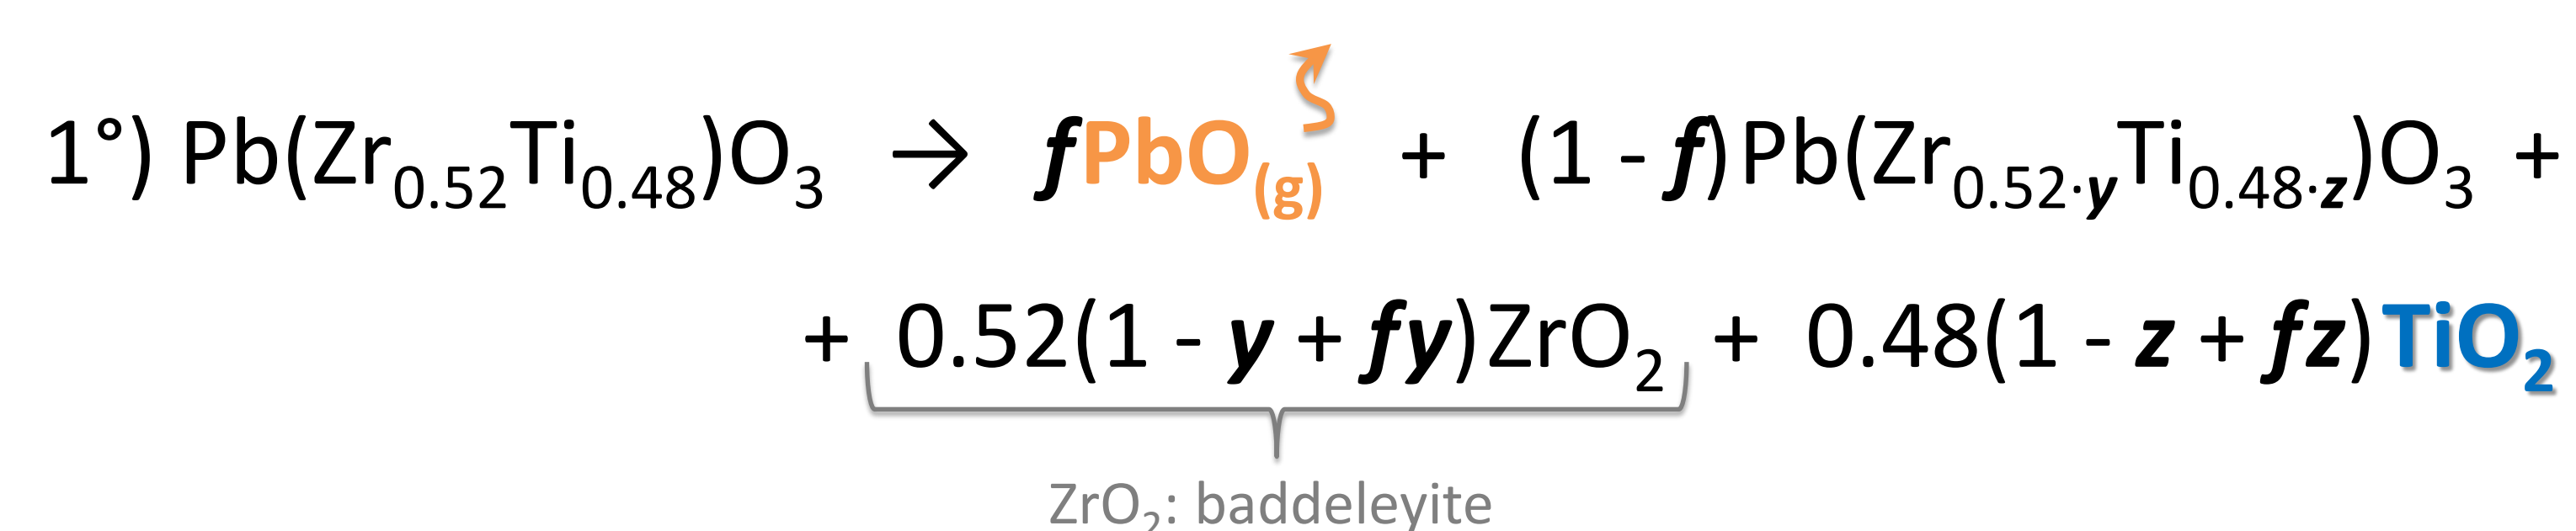 1°) Pb(Zr₀.₅₂Ti₀.₄₈)O₃ → fPbO₍g₎ + (1 - f)Pb(Zr₀.₅₂·yTi₀.₄₈·z)O₃ +
+ 0.52(1 - y + fy)ZrO₂ + 0.48(1 - z + fz)TiO₂
ZrO₂: baddeleyite